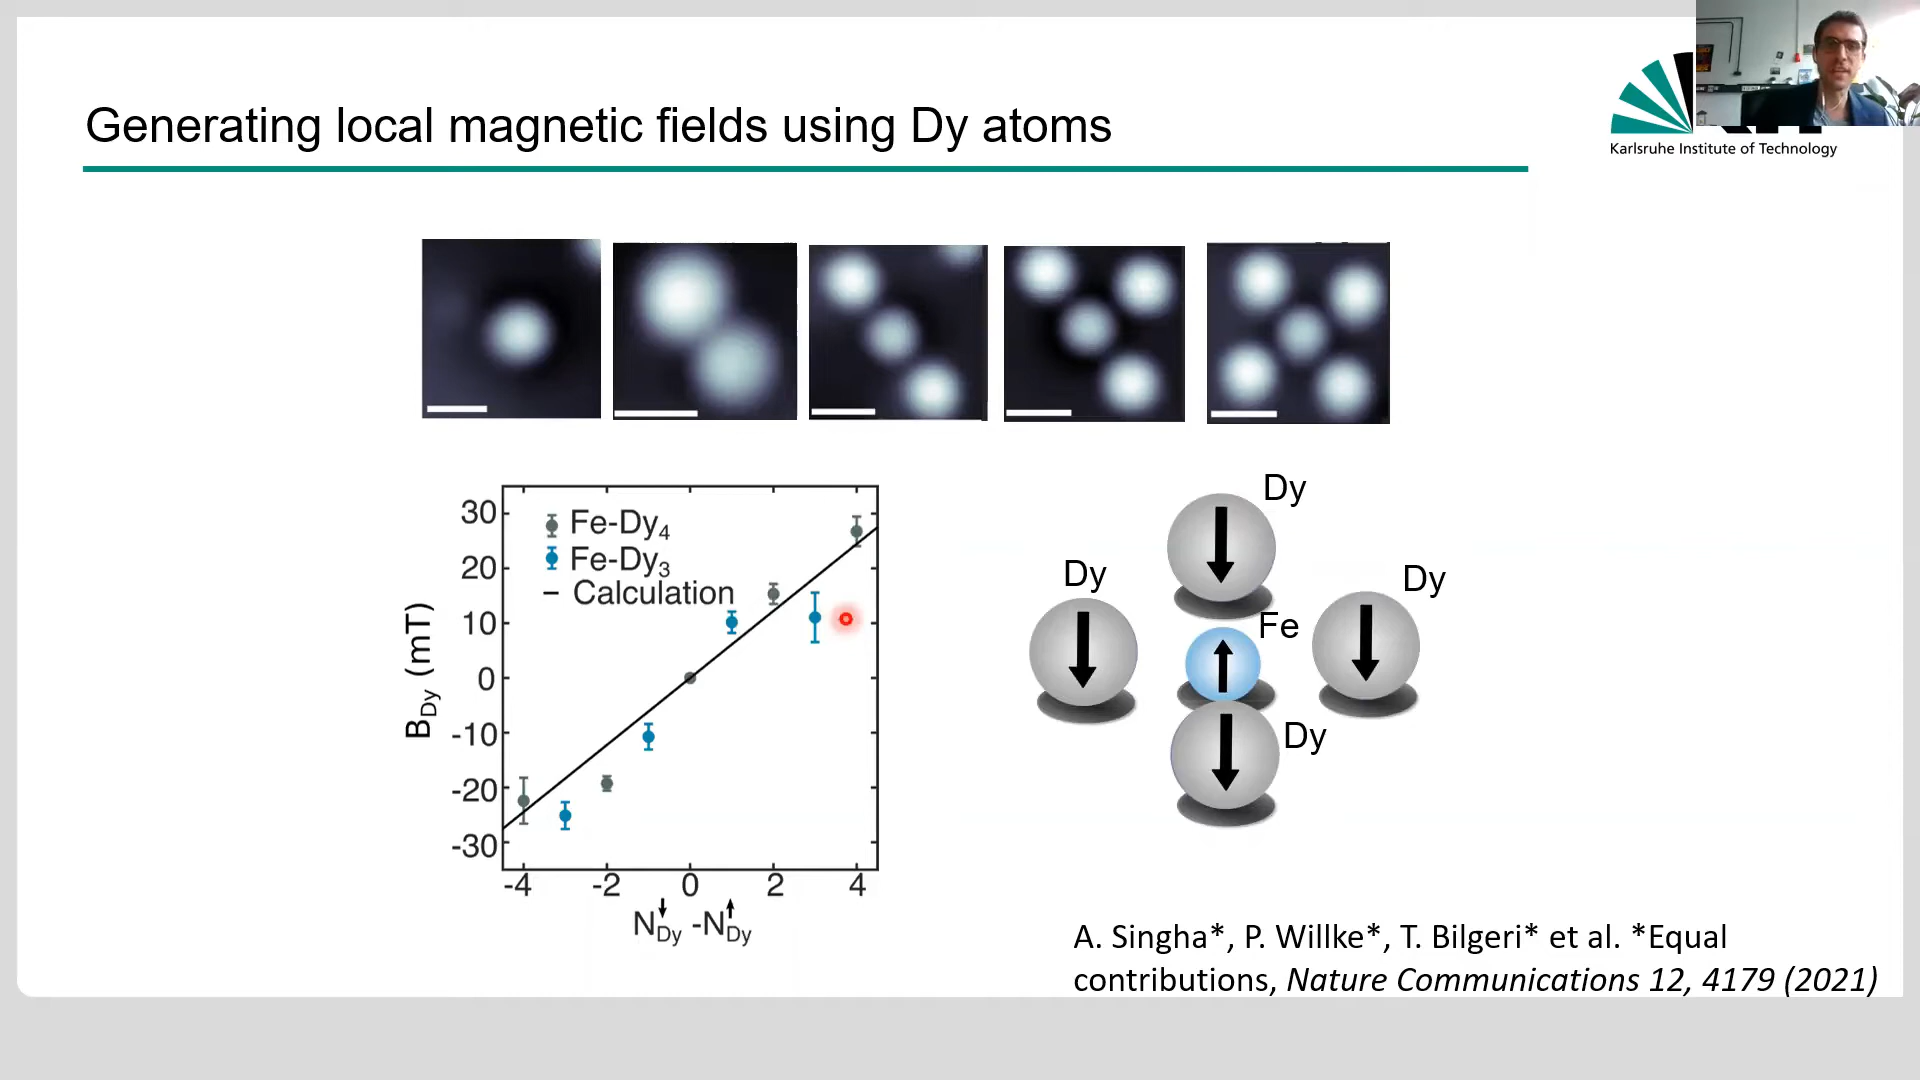 Generating local magnetic fields using Dy atoms
Karlsruhe Institute of Technology
30
20
10
0
-10
-20
-30
B_Dy (mT)
Fe-Dy₄
Fe-Dy₃
– Calculation
-4 -2 0 2 4
N↓_Dy -N↑_Dy
Dy
Dy
Dy
Fe
Dy
A. Singha*, P. Willke*, T. Bilgeri* et al. *Equal
contributions, Nature Communications 12, 4179 (2021)